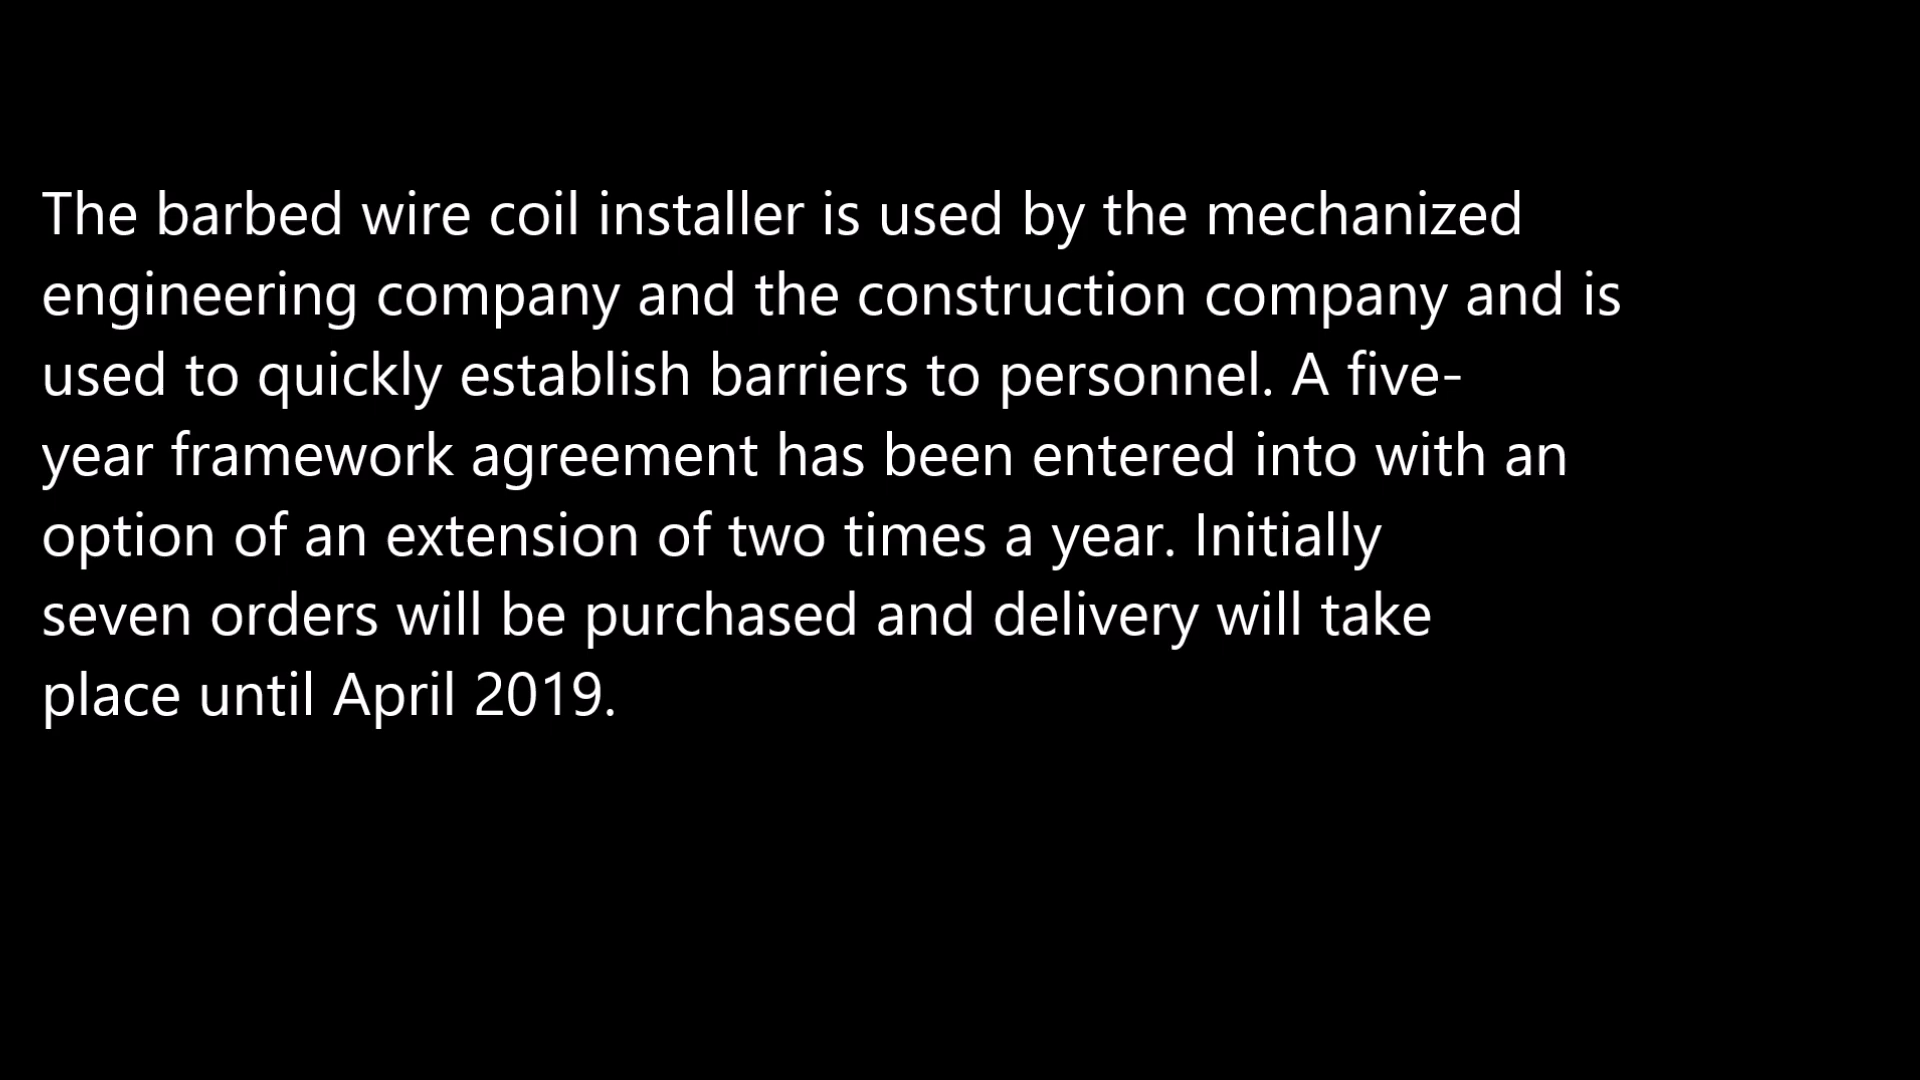 The barbed wire coil installer is used by the mechanized
engineering company and the construction company and is
used to quickly establish barriers to personnel. A five-
year framework agreement has been entered into with an
option of an extension of two times a year. Initially
seven orders will be purchased and delivery will take
place until April 2019.